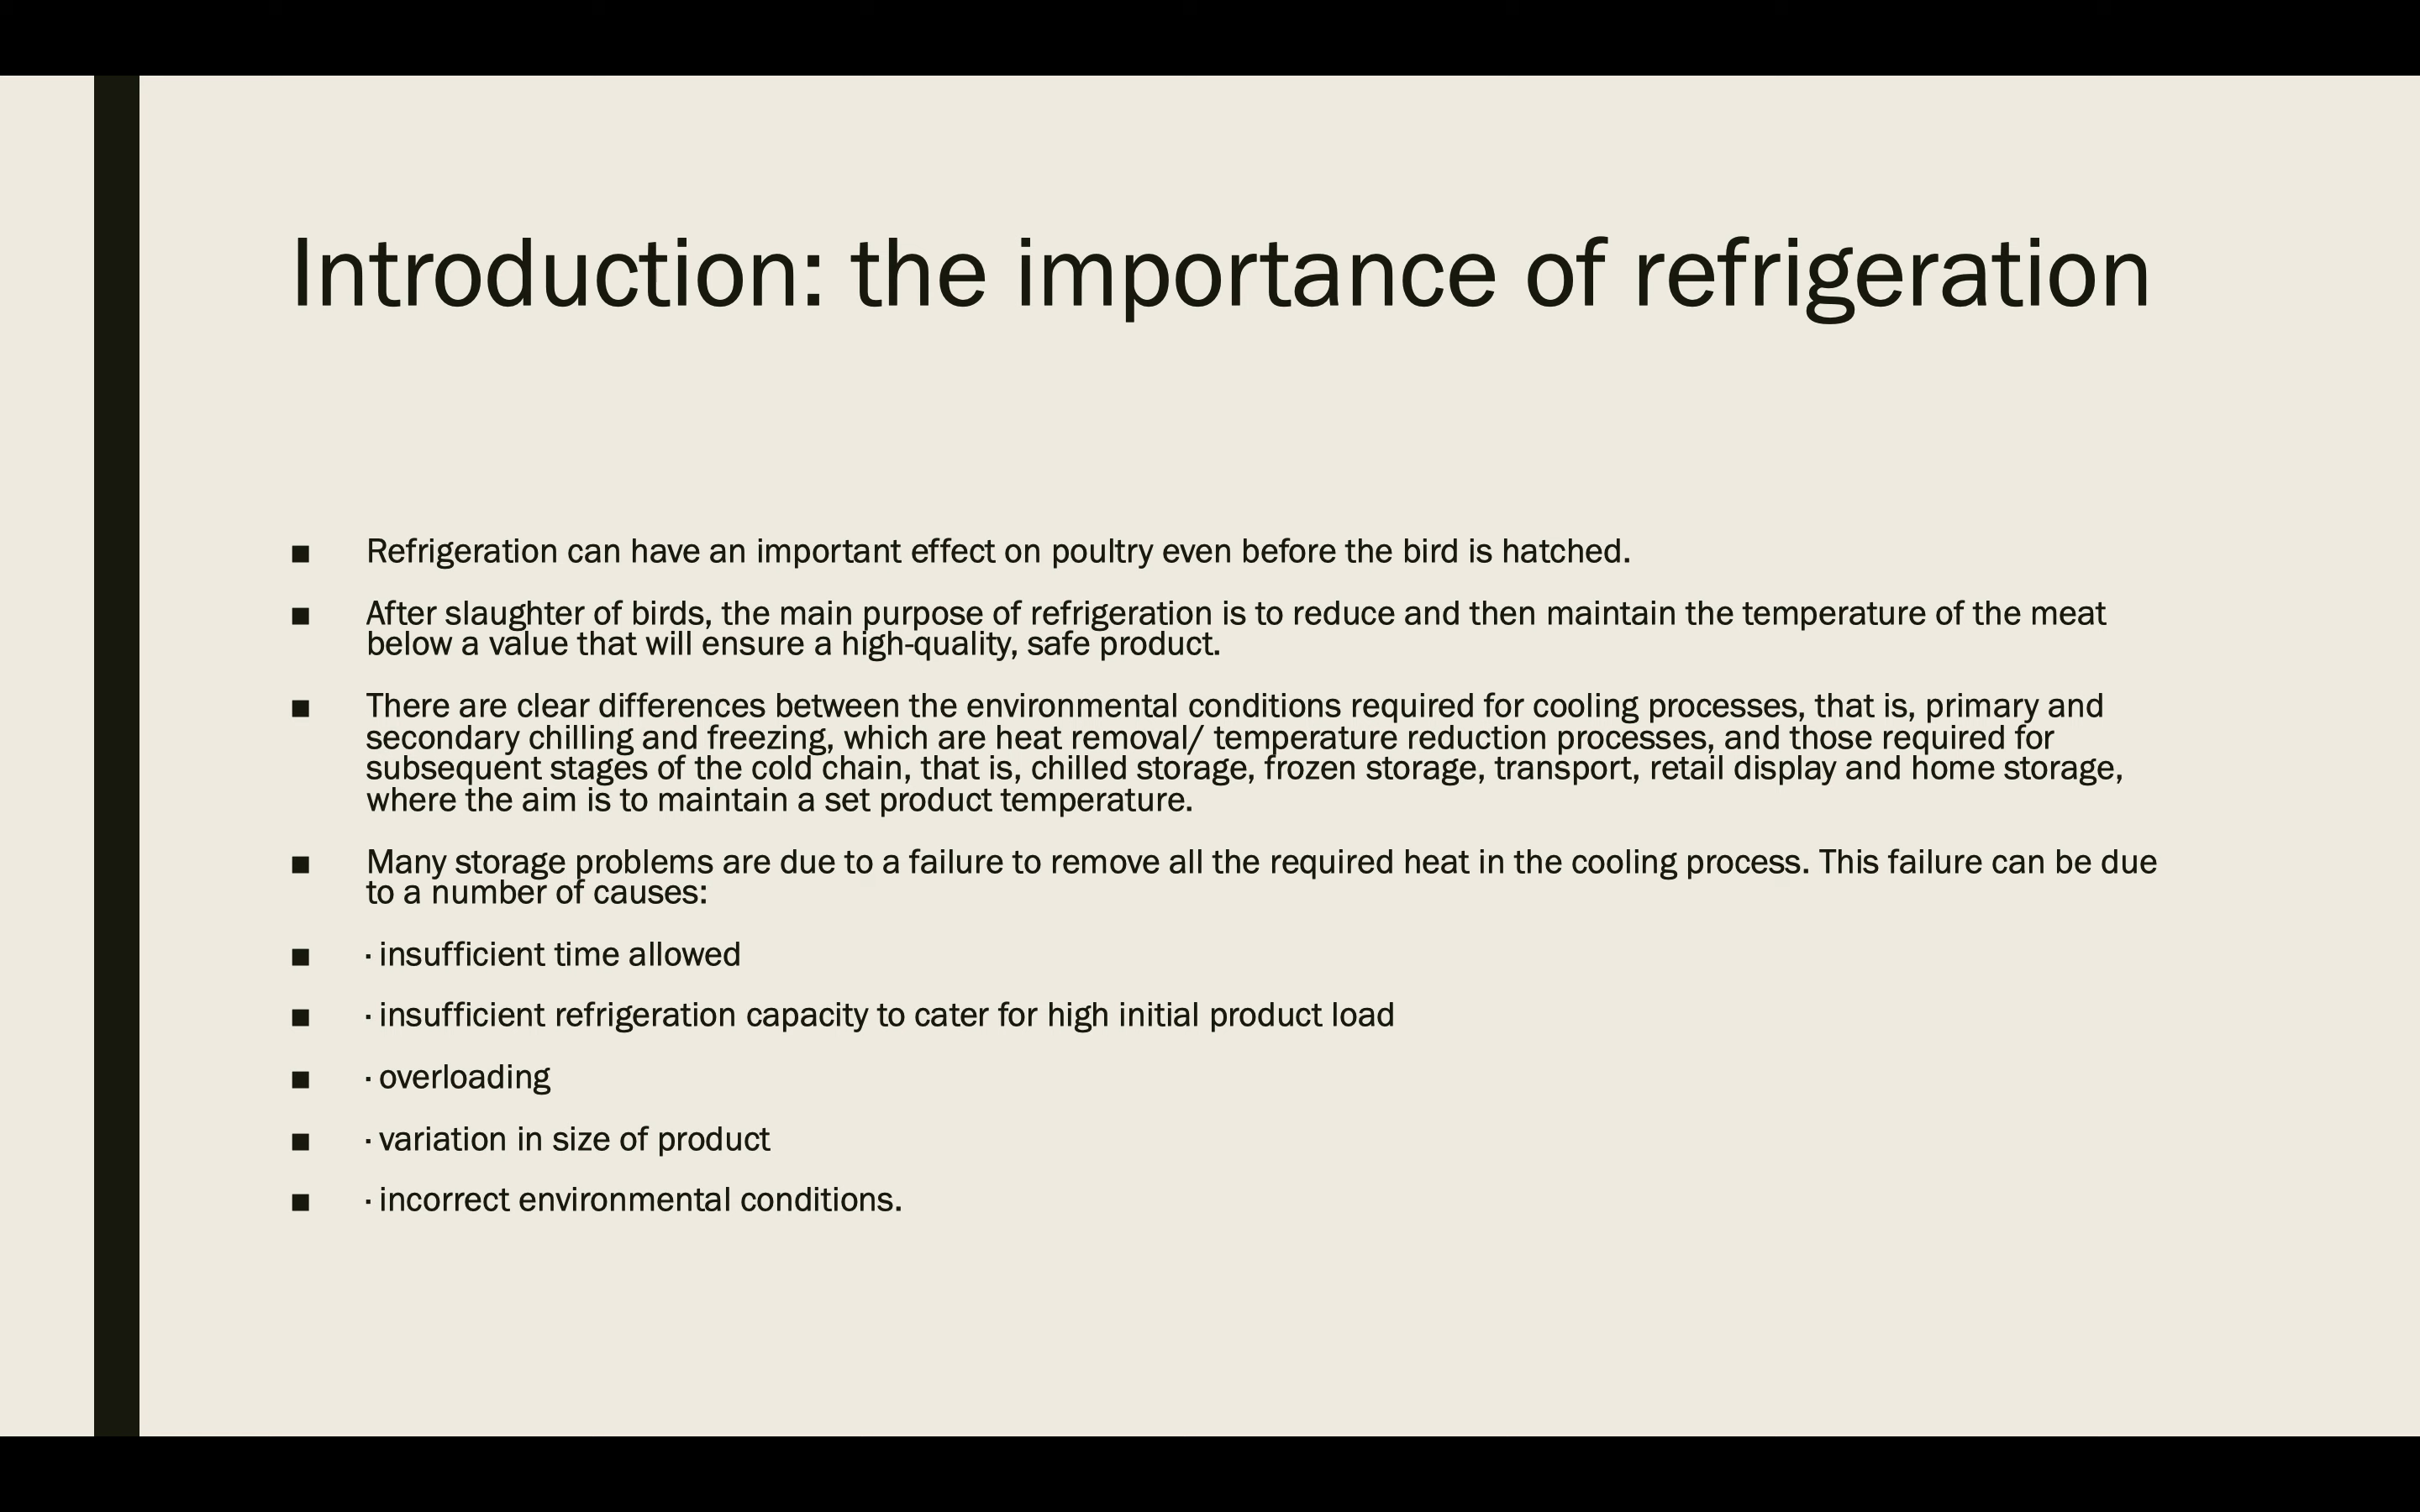 Introduction: the importance of refrigeration
■ Refrigeration can have an important effect on poultry even before the bird is hatched.
■ After slaughter of birds, the main purpose of refrigeration is to reduce and then maintain the temperature of the meat
below a value that will ensure a high-quality, safe product.
■ There are clear differences between the environmental conditions required for cooling processes, that is, primary and
secondary chilling and freezing, which are heat removal/ temperature reduction processes, and those required for
subsequent stages of the cold chain, that is, chilled storage, frozen storage, transport, retail display and home storage,
where the aim is to maintain a set product temperature.
■ Many storage problems are due to a failure to remove all the required heat in the cooling process. This failure can be due
to a number of causes:
■ · insufficient time allowed
■ · insufficient refrigeration capacity to cater for high initial product load
■ · overloading
■ · variation in size of product
■ · incorrect environmental conditions.